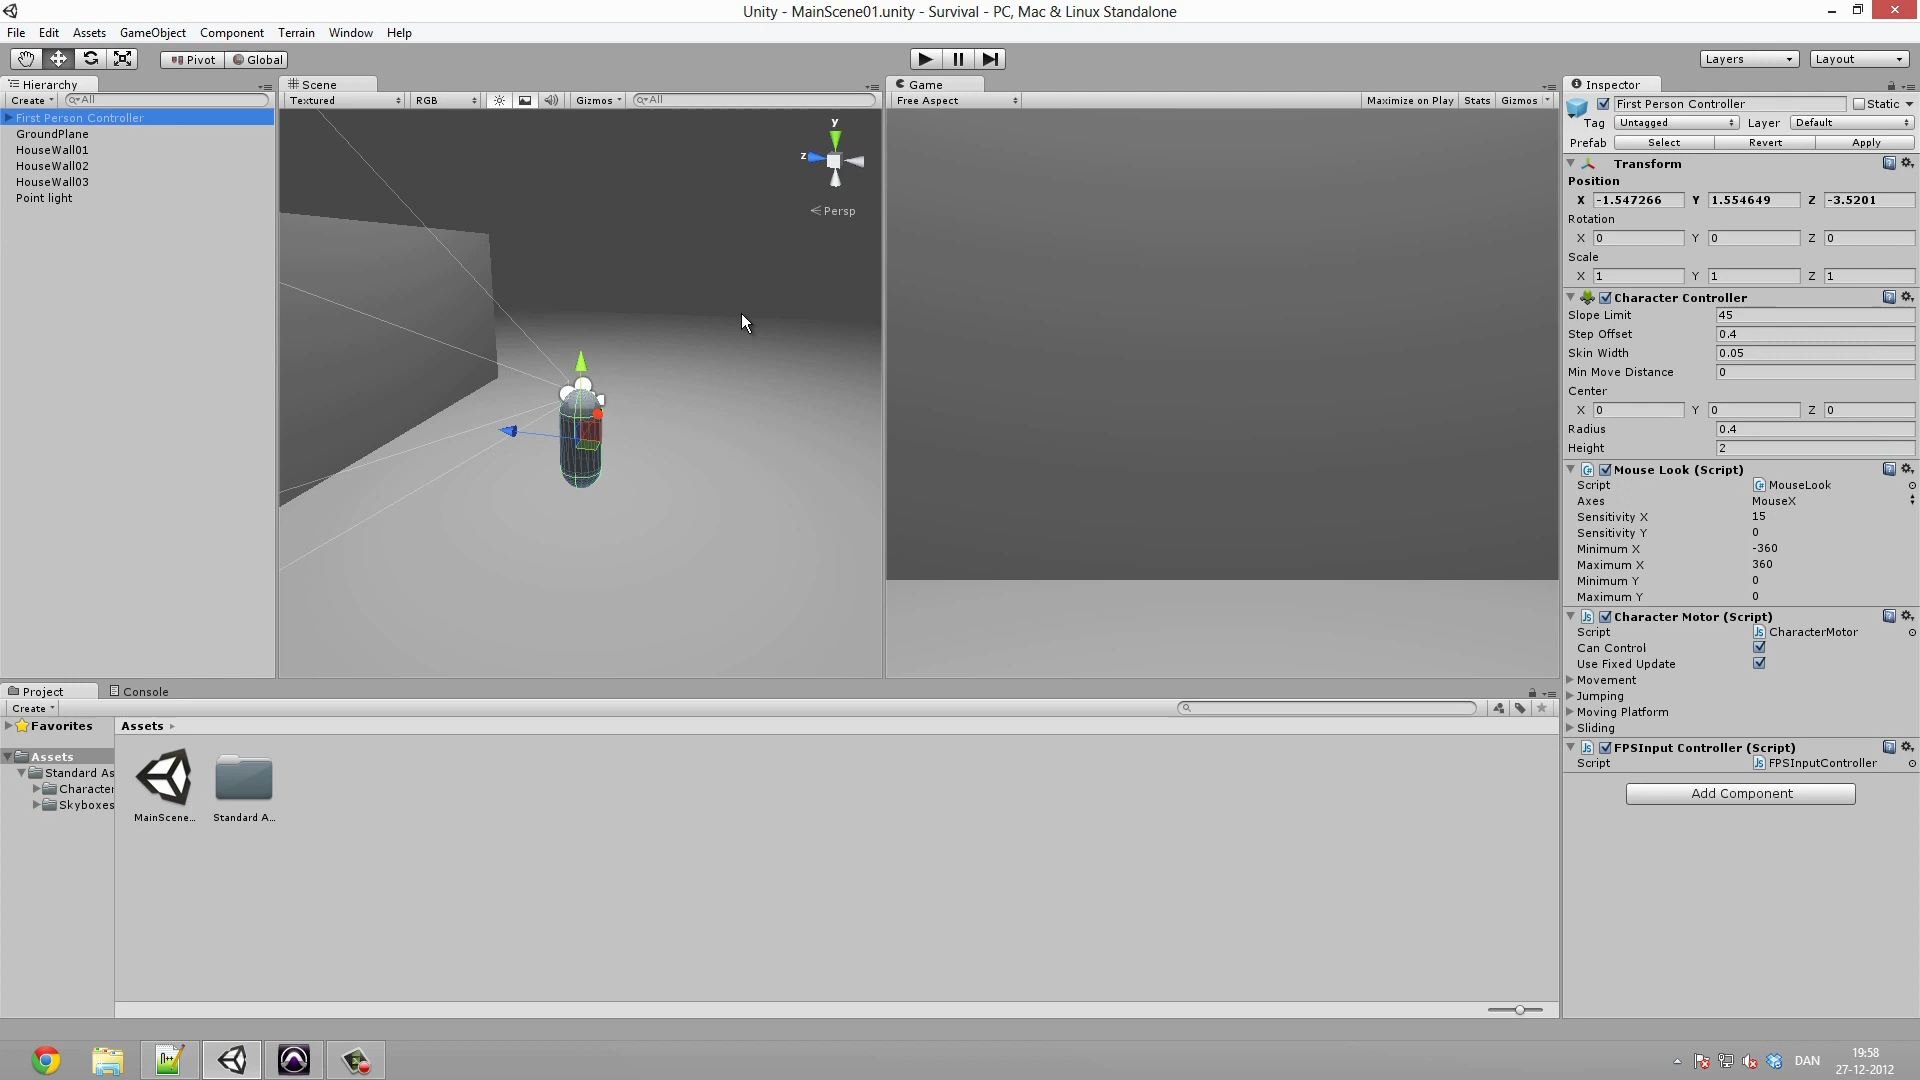 Unity - MainScene01.unity - Survival - PC, Mac & Linux Standalone
File Edit Assets GameObject Component Terrain Window Help
Pivot Global Layers Layout
Hierarchy
Create All
First Person Controller
GroundPlane
HouseWall01
HouseWall02
HouseWall03
Point light
Scene
Textured RGB Gizmos All
y
z
Persp
Game
Free Aspect Maximize on Play Stats Gizmos
Inspector
First Person Controller Static
Tag Untagged Layer Default
Prefab Select Revert Apply
Transform
Position
X -1.547266 Y 1.554649 Z -3.5201
Rotation
X 0 Y 0 Z 0
Scale
X 1 Y 1 Z 1
Character Controller
Slope Limit 45
Step Offset 0.4
Skin Width 0.05
Min Move Distance 0
Center
X 0 Y 0 Z 0
Radius 0.4
Height 2
Mouse Look (Script)
Script MouseLook
Axes MouseX
Sensitivity X 15
Sensitivity Y 0
Minimum X -360
Maximum X 360
Minimum Y 0
Maximum Y 0
Character Motor (Script)
Script CharacterMotor
Can Control
Use Fixed Update
Movement
Jumping
Moving Platform
Sliding
FPSInput Controller (Script)
Script FPSInputController
Add Component
Project Console
Create
Favorites
Assets
Standard As
Character
Skyboxes
Assets
MainScene... Standard A...
DAN
19:58
27-12-2012